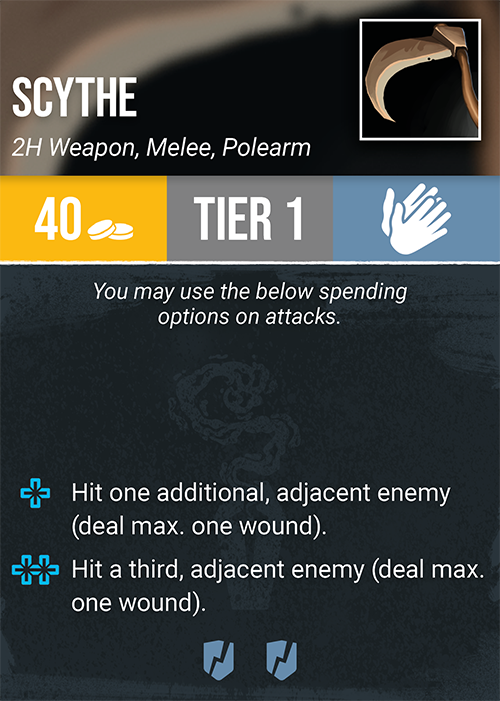 SCYTHE
2H Weapon, Melee, Polearm
40
TIER 1
You may use the below spending
options on attacks.
Hit one additional, adjacent enemy
(deal max. one wound).
Hit a third, adjacent enemy (deal max.
one wound).